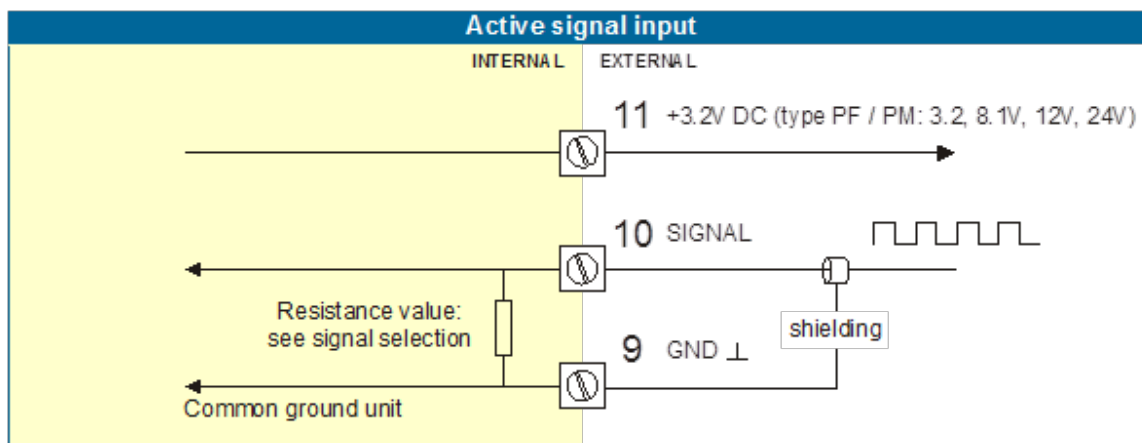 Active signal input
INTERNAL
EXTERNAL
11 +3.2V DC (type PF / PM: 3.2, 8.1V, 12V, 24V)
10 SIGNAL
Resistance value:
see signal selection
shielding
9 GND ⊥
Common ground unit